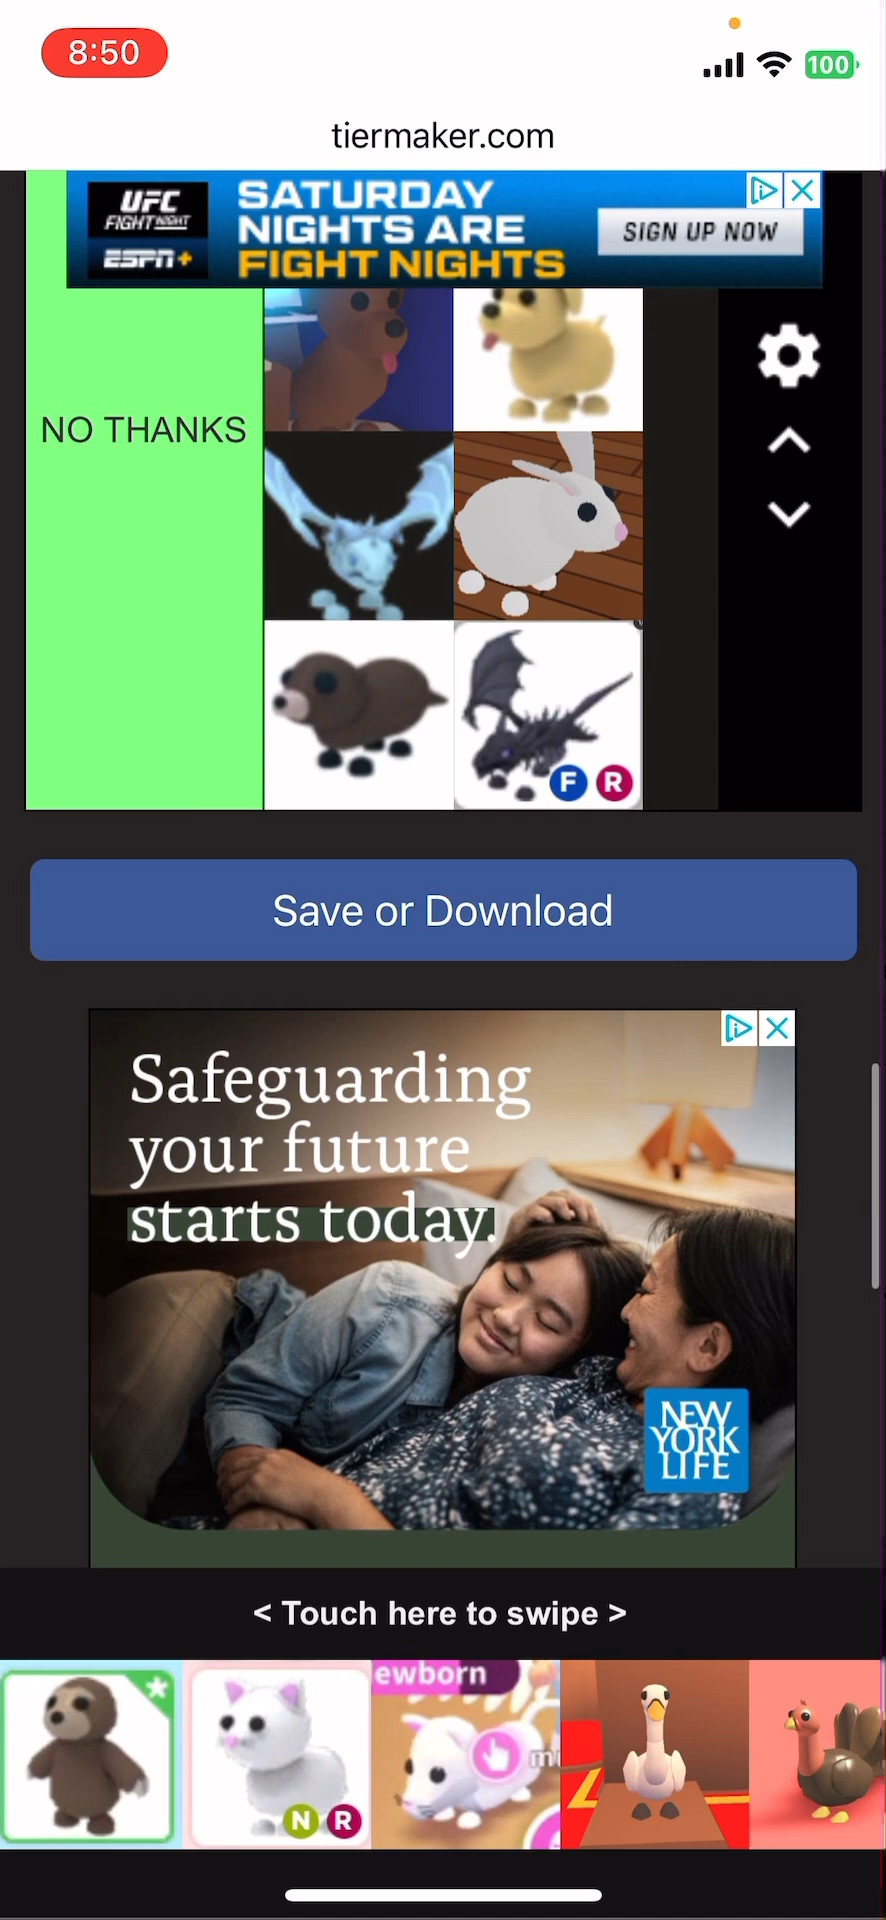 8:50
100
tiermaker.com
UFC
FIGHT NIGHT
ESPN+
SATURDAY
NIGHTS ARE
FIGHT NIGHTS
SIGN UP NOW
NO THANKS
F R
Save or Download
Safeguarding
your future
starts today.
NEW
YORK
LIFE
< Touch here to swipe >
ewborn
N R